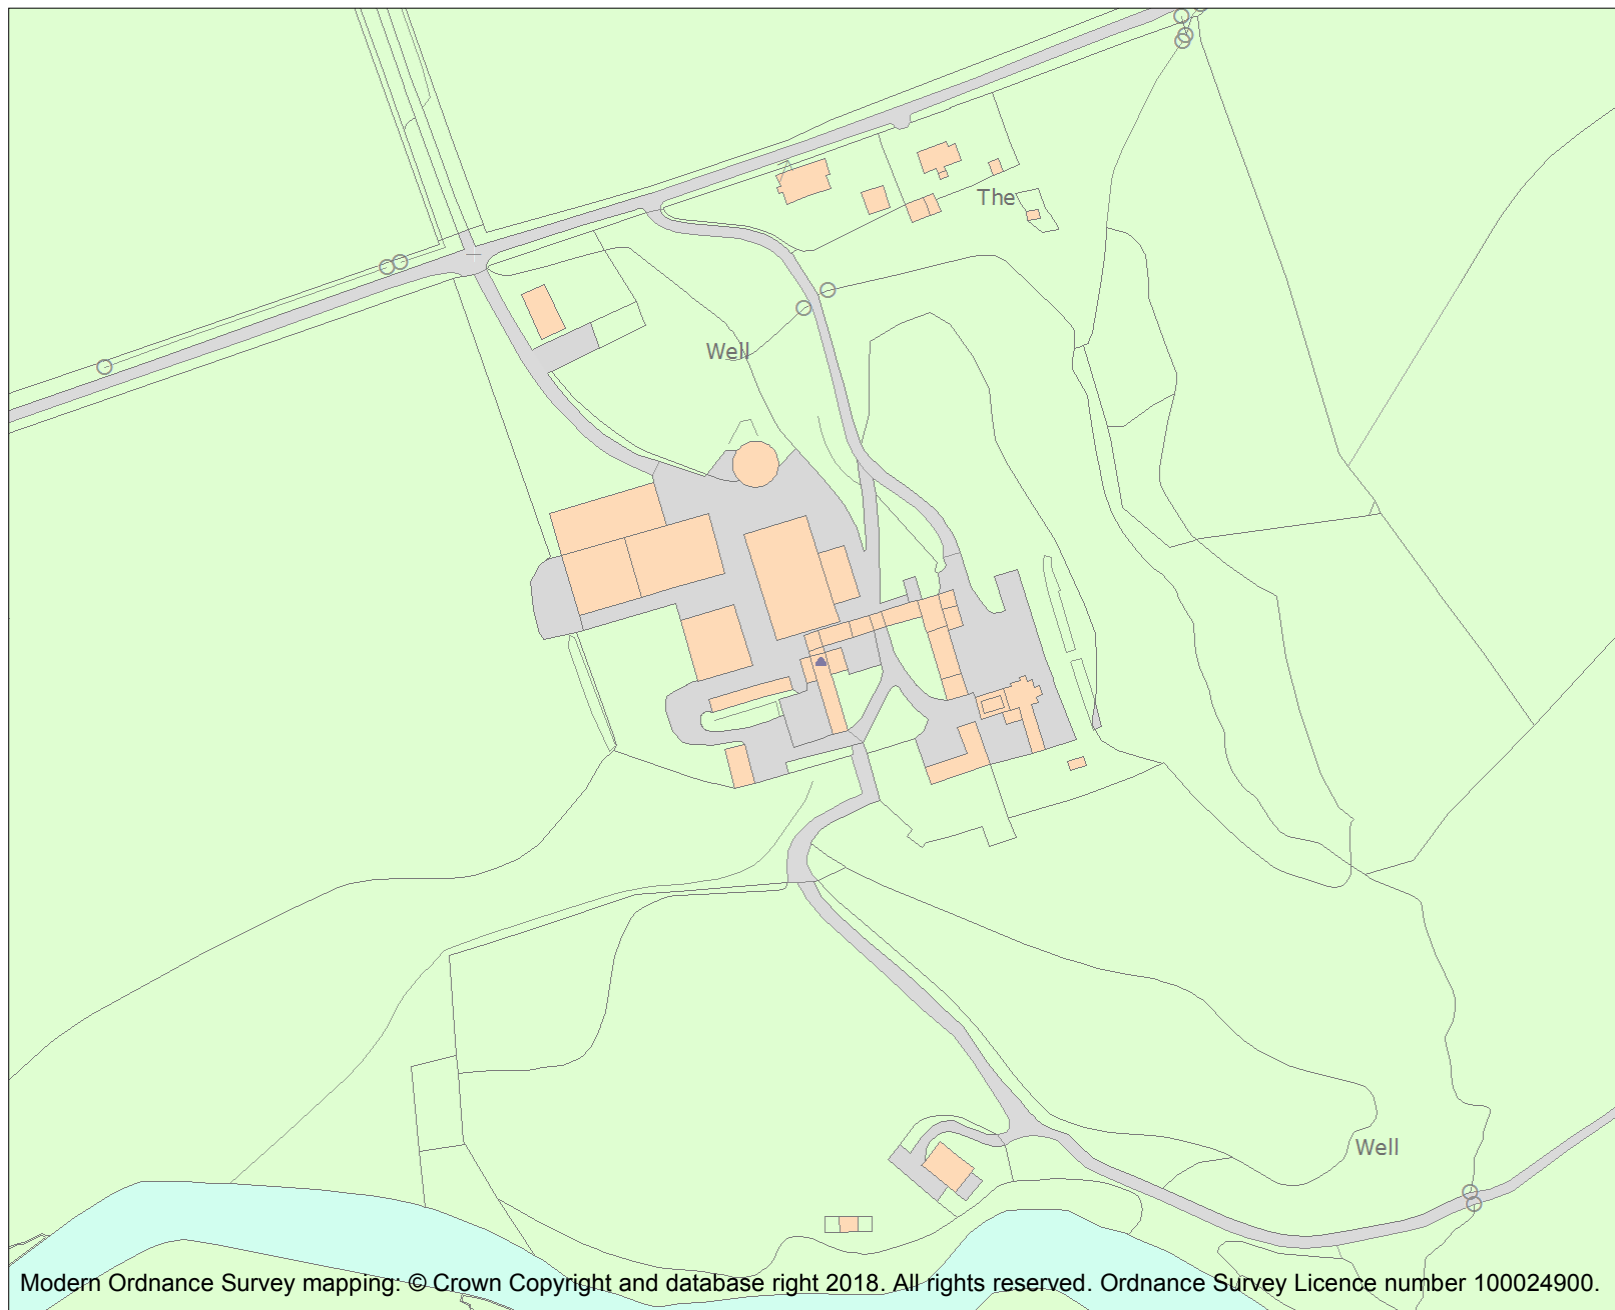 The
Well
Well
Modern Ordnance Survey mapping: © Crown Copyright and database right 2018. All rights reserved. Ordnance Survey Licence number 100024900.